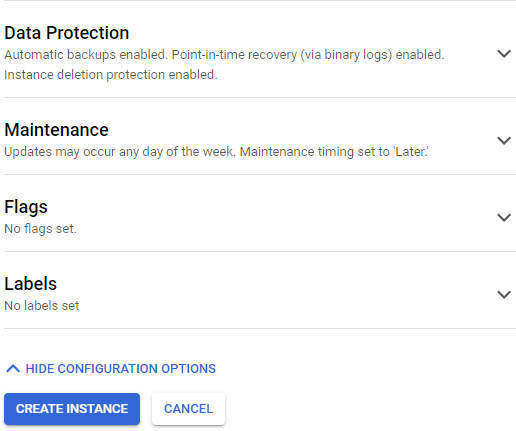 Data Protection
Automatic backups enabled. Point-in-time recovery (via binary logs) enabled.
Instance deletion protection enabled.
Maintenance
Updates may occur any day of the week. Maintenance timing set to 'Later.'
Flags
No flags set.
Labels
No labels set
HIDE CONFIGURATION OPTIONS
CREATE INSTANCE CANCEL